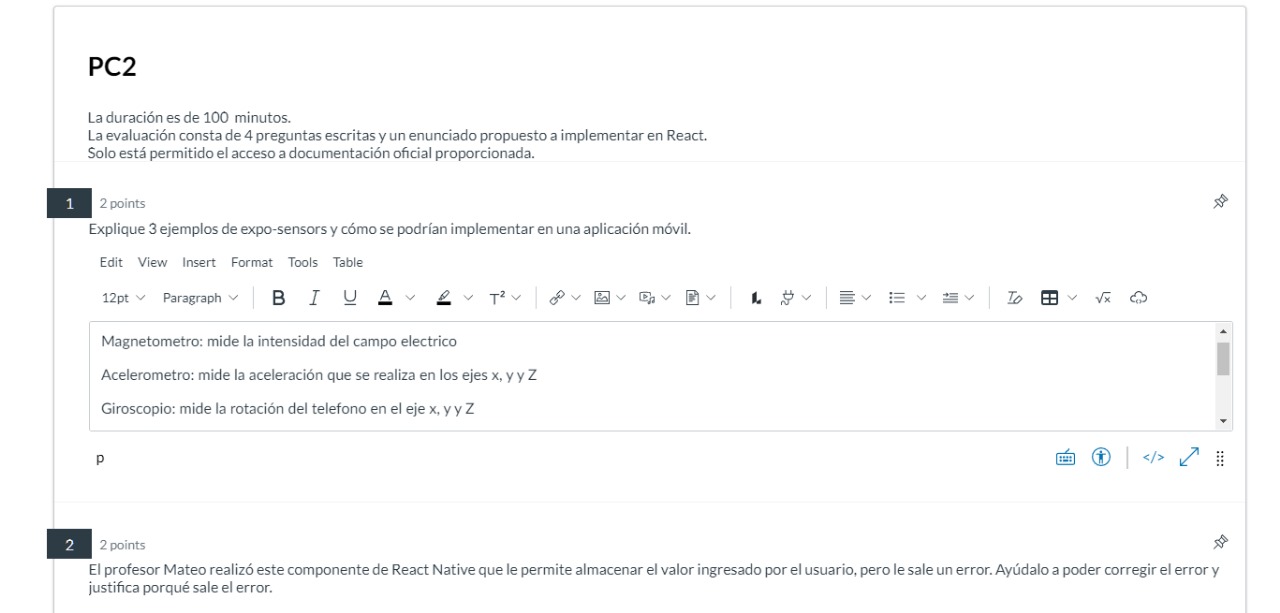 PC2
La duración es de 100 minutos.
La evaluación consta de 4 preguntas escritas y un enunciado propuesto a implementar en React.
Solo está permitido el acceso a documentación oficial proporcionada.
1 2 points
Explique 3 ejemplos de expo-sensors y cómo se podrían implementar en una aplicación móvil.
Edit View Insert Format Tools Table
12pt Paragraph B I U A T²
Magnetometro: mide la intensidad del campo electrico
Acelerometro: mide la aceleración que se realiza en los ejes x, y y Z
Giroscopio: mide la rotación del telefono en el eje x, y y Z
p </>
2 2 points
El profesor Mateo realizó este componente de React Native que le permite almacenar el valor ingresado por el usuario, pero le sale un error. Ayúdalo a poder corregir el error y
justifica porqué sale el error.